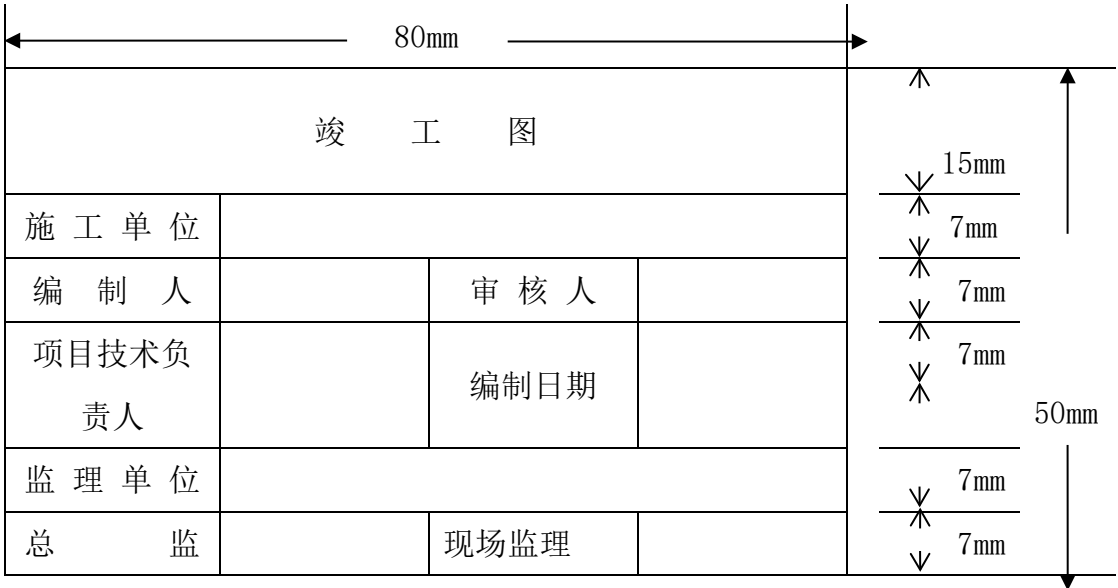 80mm
竣 工 图
15mm
施 工 单 位
7mm
编 制 人 审 核 人
7mm
项目技术负
责人
编制日期
7mm
50mm
监 理 单 位
7mm
总 监 现场监理
7mm